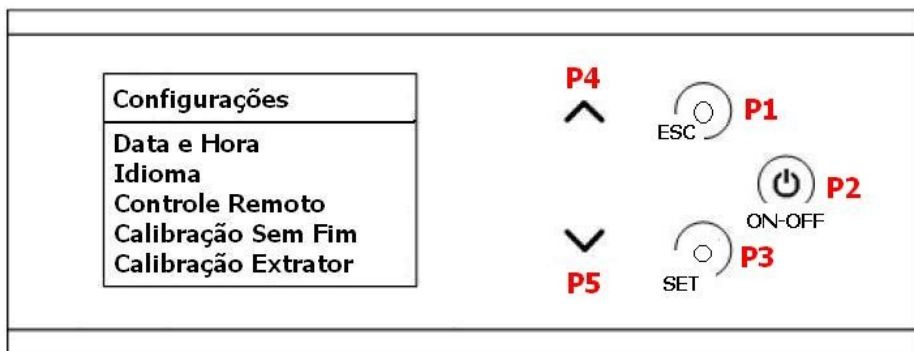 Configurações
Data e Hora
Idioma
Controle Remoto
Calibração Sem Fim
Calibração Extrator
P4
ESC
P1
P2
ON-OFF
P5
SET
P3